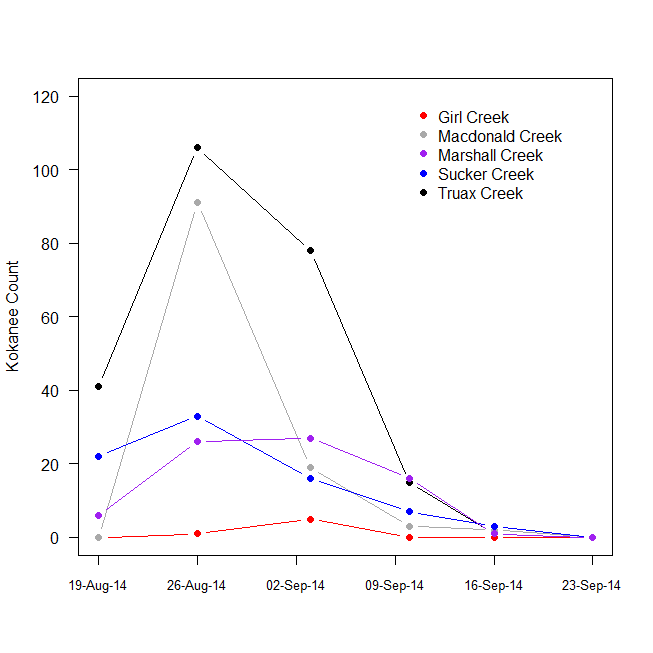 120
100
80
60
40
20
0
Kokanee Count
Girl Creek
Macdonald Creek
Marshall Creek
Sucker Creek
Truax Creek
19-Aug-14 26-Aug-14 02-Sep-14 09-Sep-14 16-Sep-14 23-Sep-14